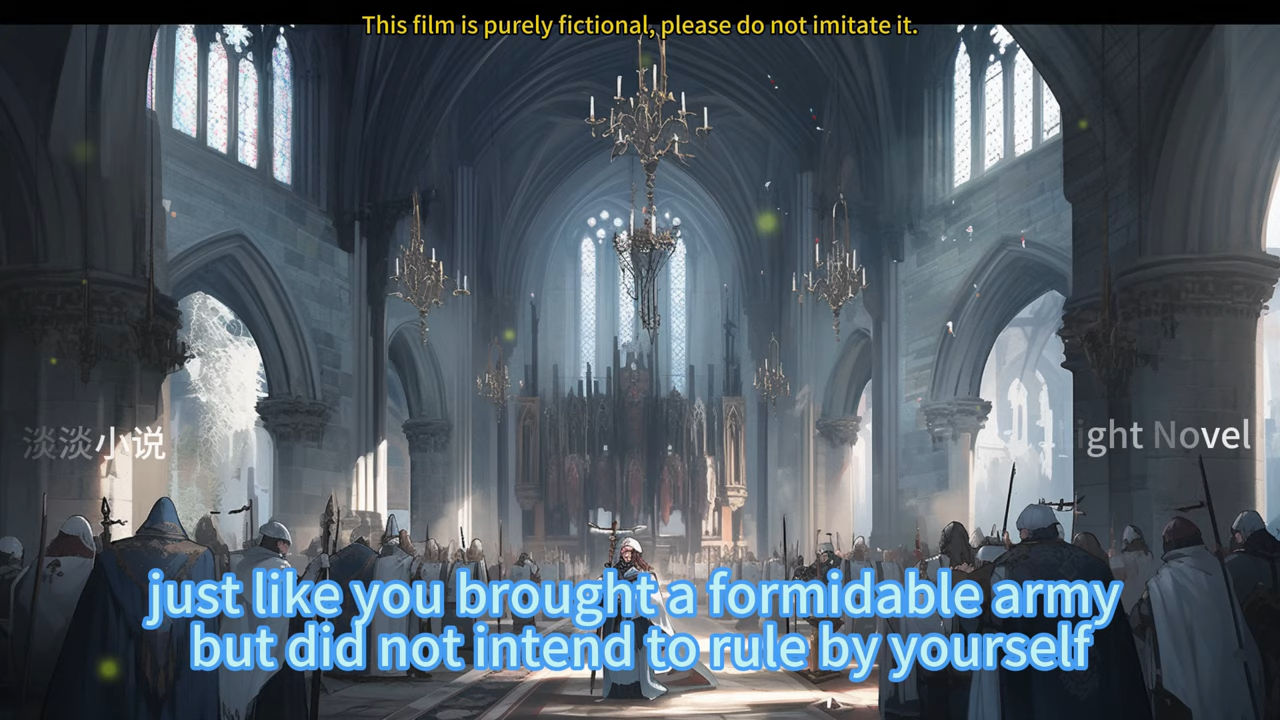 This film is purely fictional, please do not imitate it.
淡淡小说
ight Novel
just like you brought a formidable army
but did not intend to rule by yourself